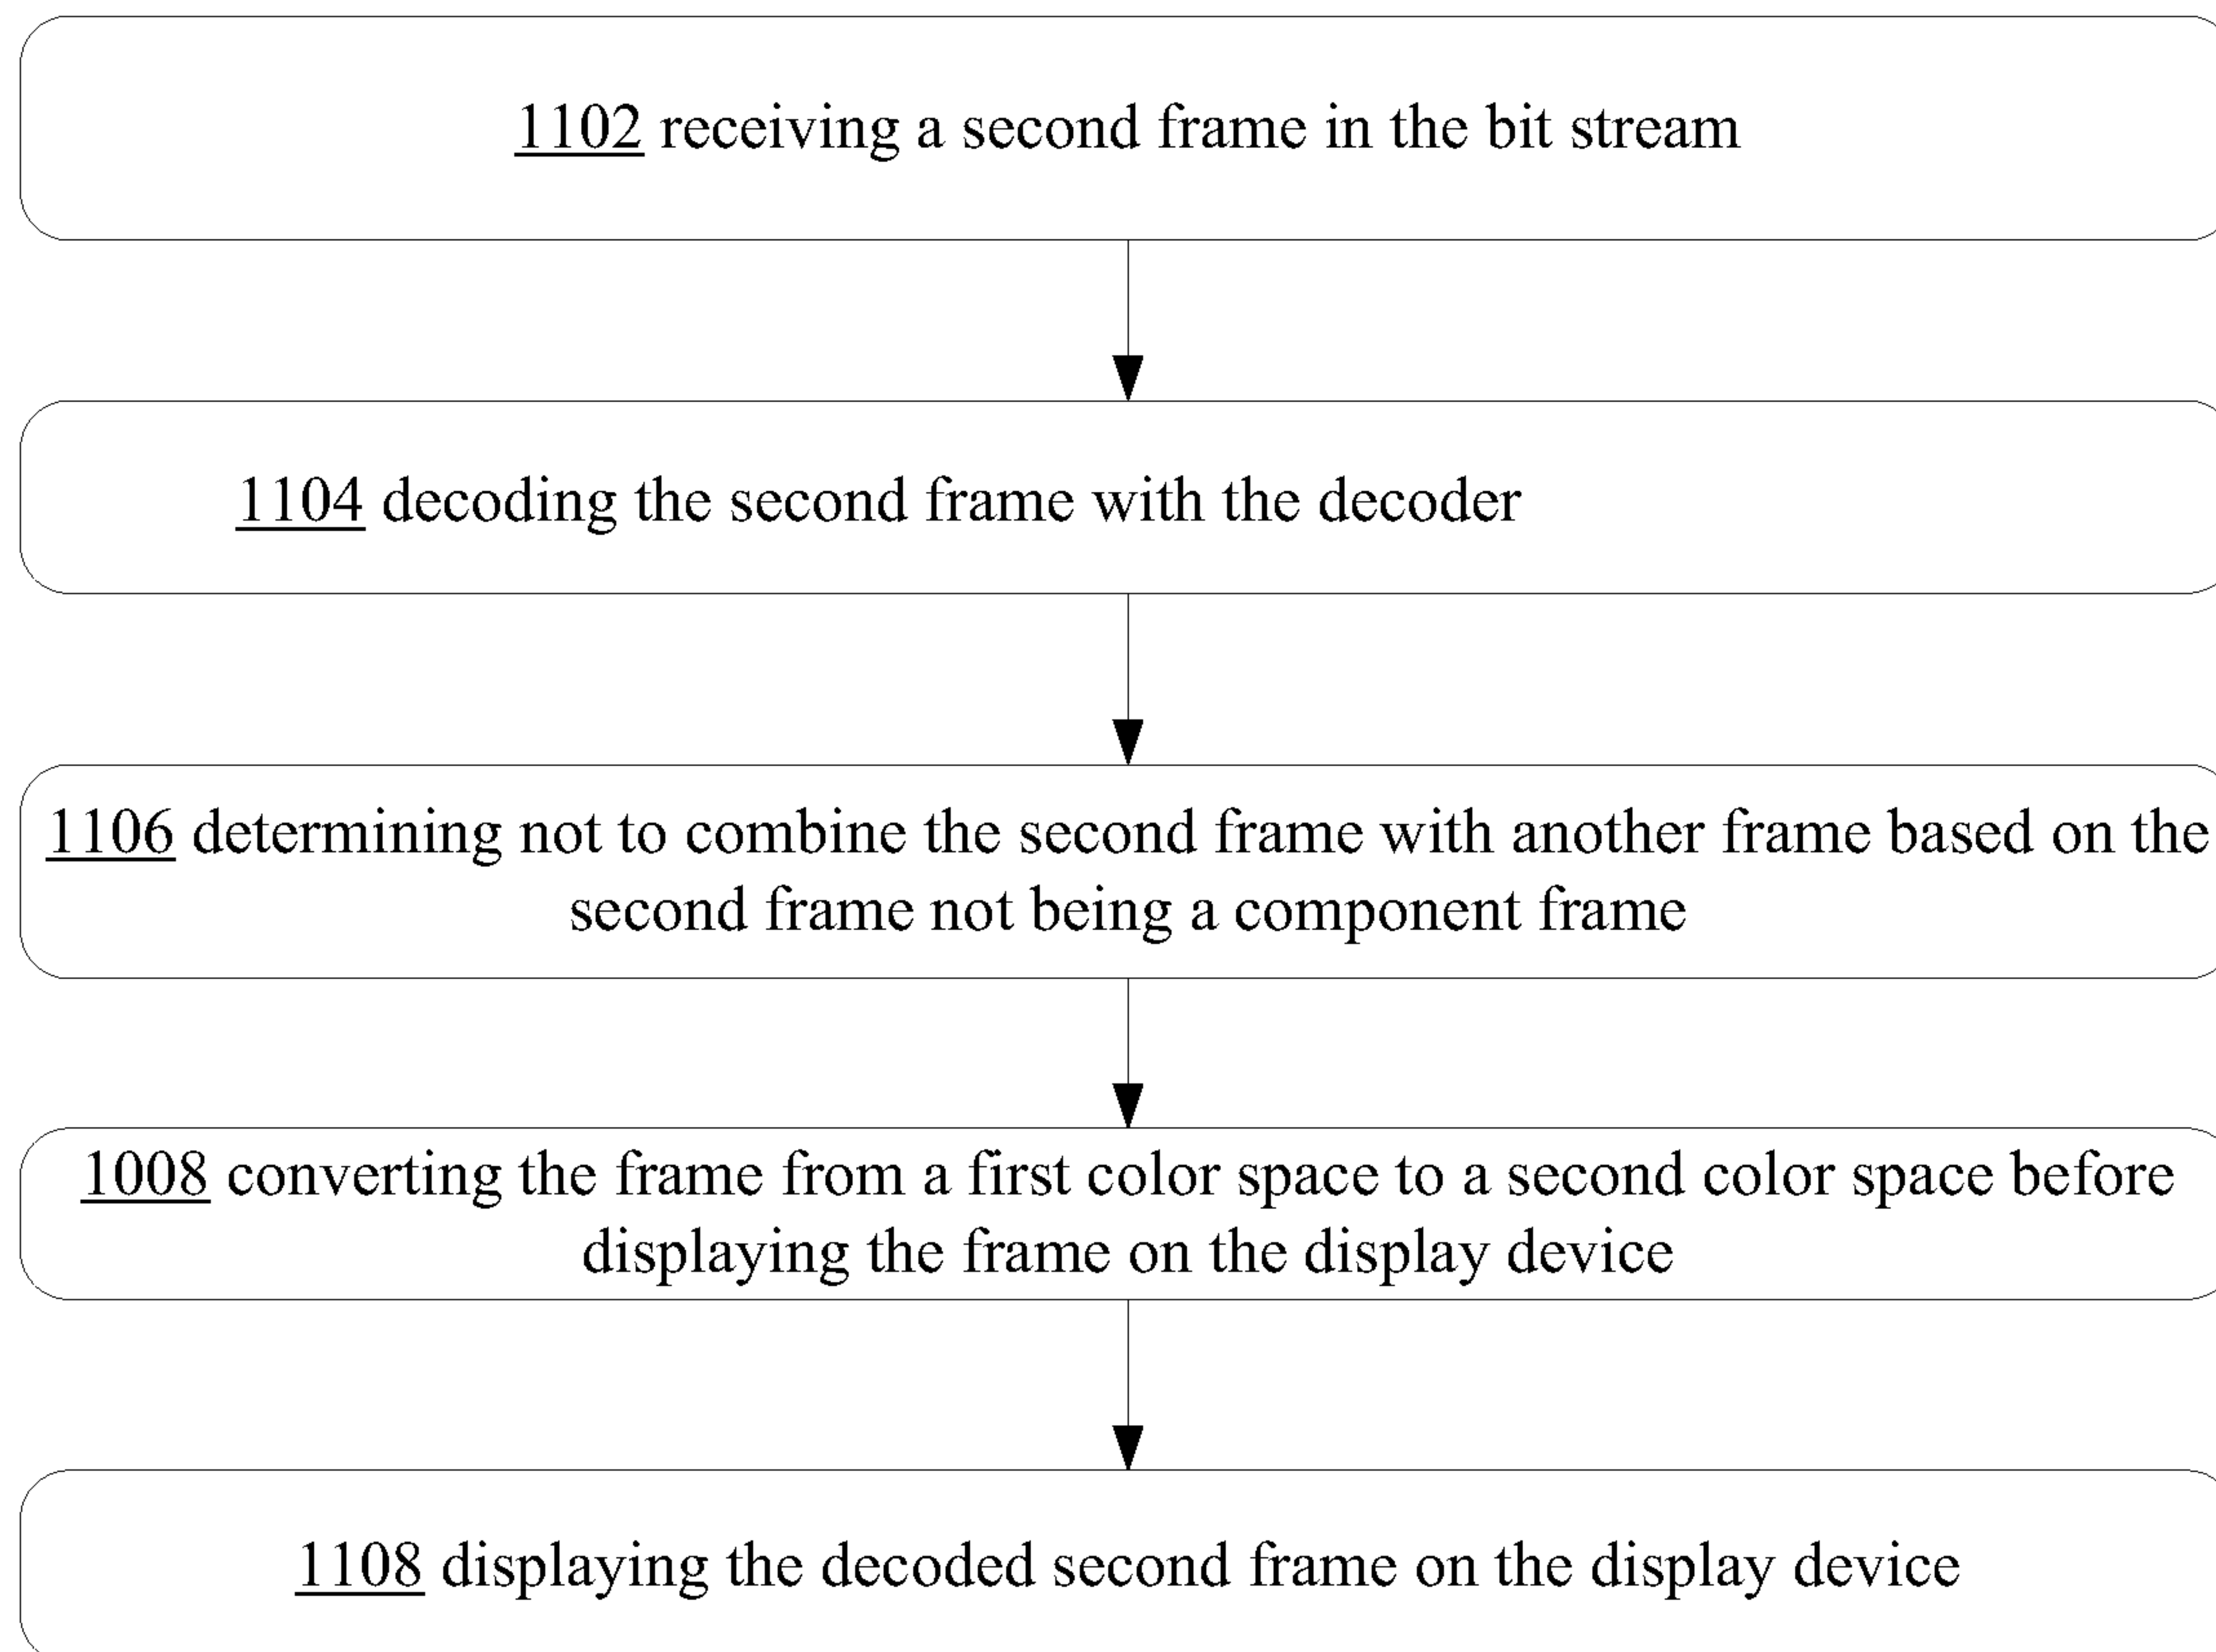 1102 receiving a second frame in the bit stream
1104 decoding the second frame with the decoder
1106 determining not to combine the second frame with another frame based on the
second frame not being a component frame
1008 converting the frame from a first color space to a second color space before
displaying the frame on the display device
1108 displaying the decoded second frame on the display device